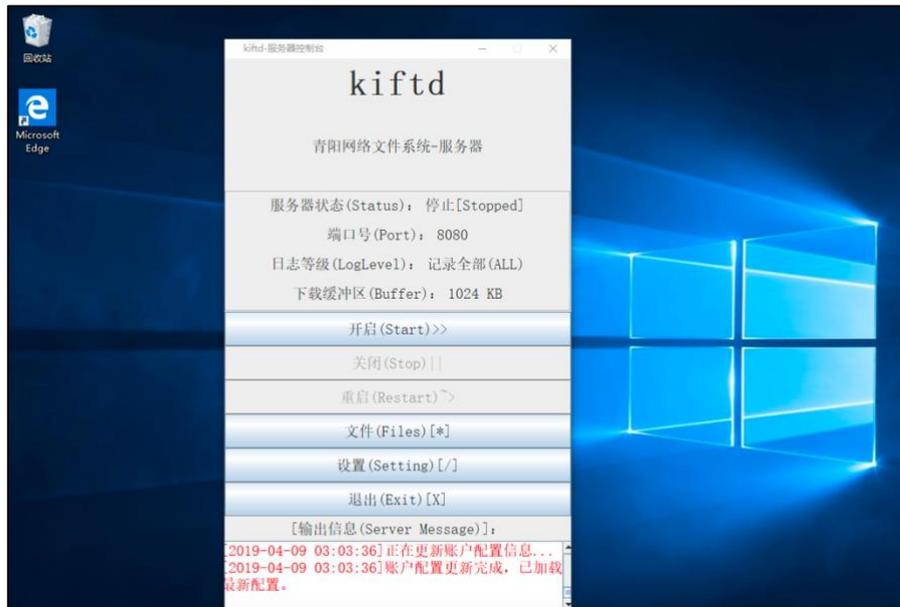 回收站
Microsoft
Edge
kiftd-服务器控制台
kiftd
青阳网络文件系统-服务器
服务器状态(Status): 停止[Stopped]
端口号(Port): 8080
日志等级(LogLevel): 记录全部(ALL)
下载缓冲区(Buffer): 1024 KB
开启(Start)>>
关闭(Stop)||
重启(Restart)~>
文件(Files)[*]
设置(Setting)[/]
退出(Exit)[X]
[输出信息(Server Message)]:
[2019-04-09 03:03:36]正在更新账户配置信息...
[2019-04-09 03:03:36]账户配置更新完成，已加载
最新配置。